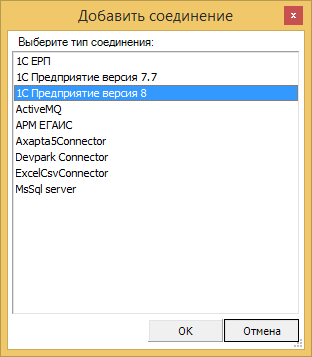 Добавить соединение
Выберите тип соединения:
1С ЕРП
1С Предприятие версия 7.7
1С Предприятие версия 8
ActiveMQ
АРМ ЕГАИС
Axapta5Connector
Devpark Connector
ExcelCsvConnector
MsSql server
OK
Отмена